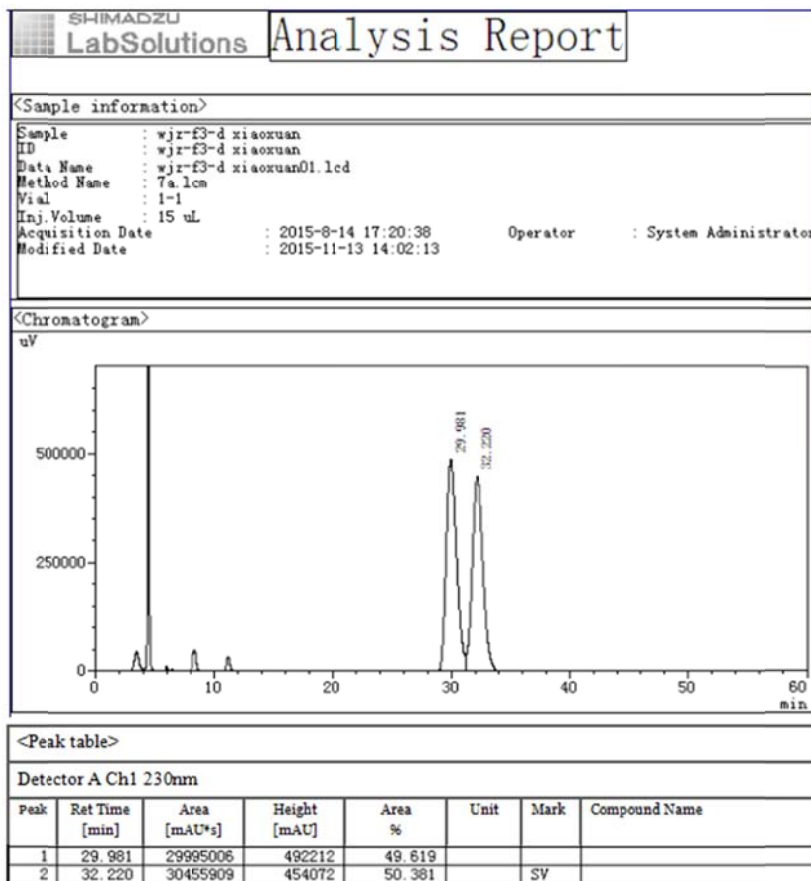 SHIMADZU
LabSolutions Analysis Report
<Sample information>
Sample : wjr-f3-d xiaoxuan
ID : wjr-f3-d xiaoxuan
Data Name : wjr-f3-d xiaoxuan01.lcd
Method Name : 7a.lcm
Vial : 1-1
Inj.Volume : 15 uL
Acquisition Date : 2015-8-14 17:20:38 Operator : System Administrator
Modified Date : 2015-11-13 14:02:13
<Chromatogram>
uV
29.981
32.220
500000
250000
0
0 10 20 30 40 50 60
min
<Peak table>
Detector A Ch1 230nm
Peak Ret Time Area Height Area Unit Mark Compound Name
[min] [mAU*s] [mAU] %
1 29.981 29995006 492212 49.619
2 32.220 30455909 454072 50.381 SV